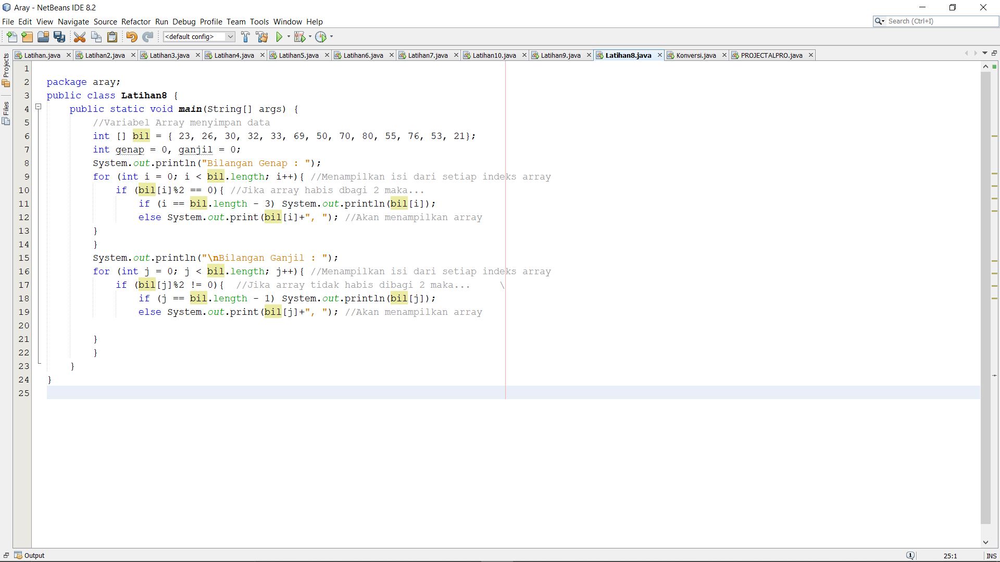 Aray - NetBeans IDE 8.2
File Edit View Navigate Source Refactor Run Debug Profile Team Tools Window Help
Search (Ctrl+I)
<default config>
Latihan.java Latihan2.java Latihan3.java Latihan4.java Latihan5.java Latihan6.java Latihan7.java Latihan10.java Latihan9.java Latihan8.java Konversi.java PROJECTALPRO.java
Projects
Files
1
2 package aray;
3 public class Latihan8 {
4     public static void main(String[] args) {
5         //Variabel Array menyimpan data
6         int [] bil = { 23, 26, 30, 32, 33, 69, 50, 70, 80, 55, 76, 53, 21};
7         int genap = 0, ganjil = 0;
8         System.out.println("Bilangan Genap : ");
9         for (int i = 0; i < bil.length; i++){ //Menampilkan isi dari setiap indeks array
10             if (bil[i]%2 == 0){ //Jika array habis dbagi 2 maka...
11                 if (i == bil.length - 3) System.out.println(bil[i]);
12                 else System.out.print(bil[i]+", "); //Akan menampilkan array
13         }
14         }
15         System.out.println("\nBilangan Ganjil : ");
16         for (int j = 0; j < bil.length; j++){ //Menampilkan isi dari setiap indeks array
17             if (bil[j]%2 != 0){  //Jika array tidak habis dibagi 2 maka...     \
18                 if (j == bil.length - 1) System.out.println(bil[j]);
19                 else System.out.print(bil[j]+", "); //Akan menampilkan array
20
21         }
22         }
23     }
24 }
25
Output
1
25:1
INS